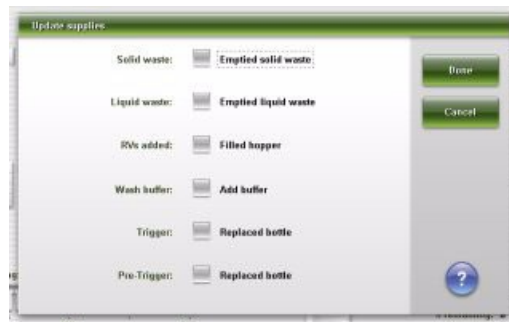 Update supplies
Solid waste: Emptied solid waste
Done
Liquid waste: Emptied liquid waste
Cancel
RVs added: Filled hopper
Wash buffer: Add buffer
Trigger: Replaced bottle
Pre-Trigger: Replaced bottle
?